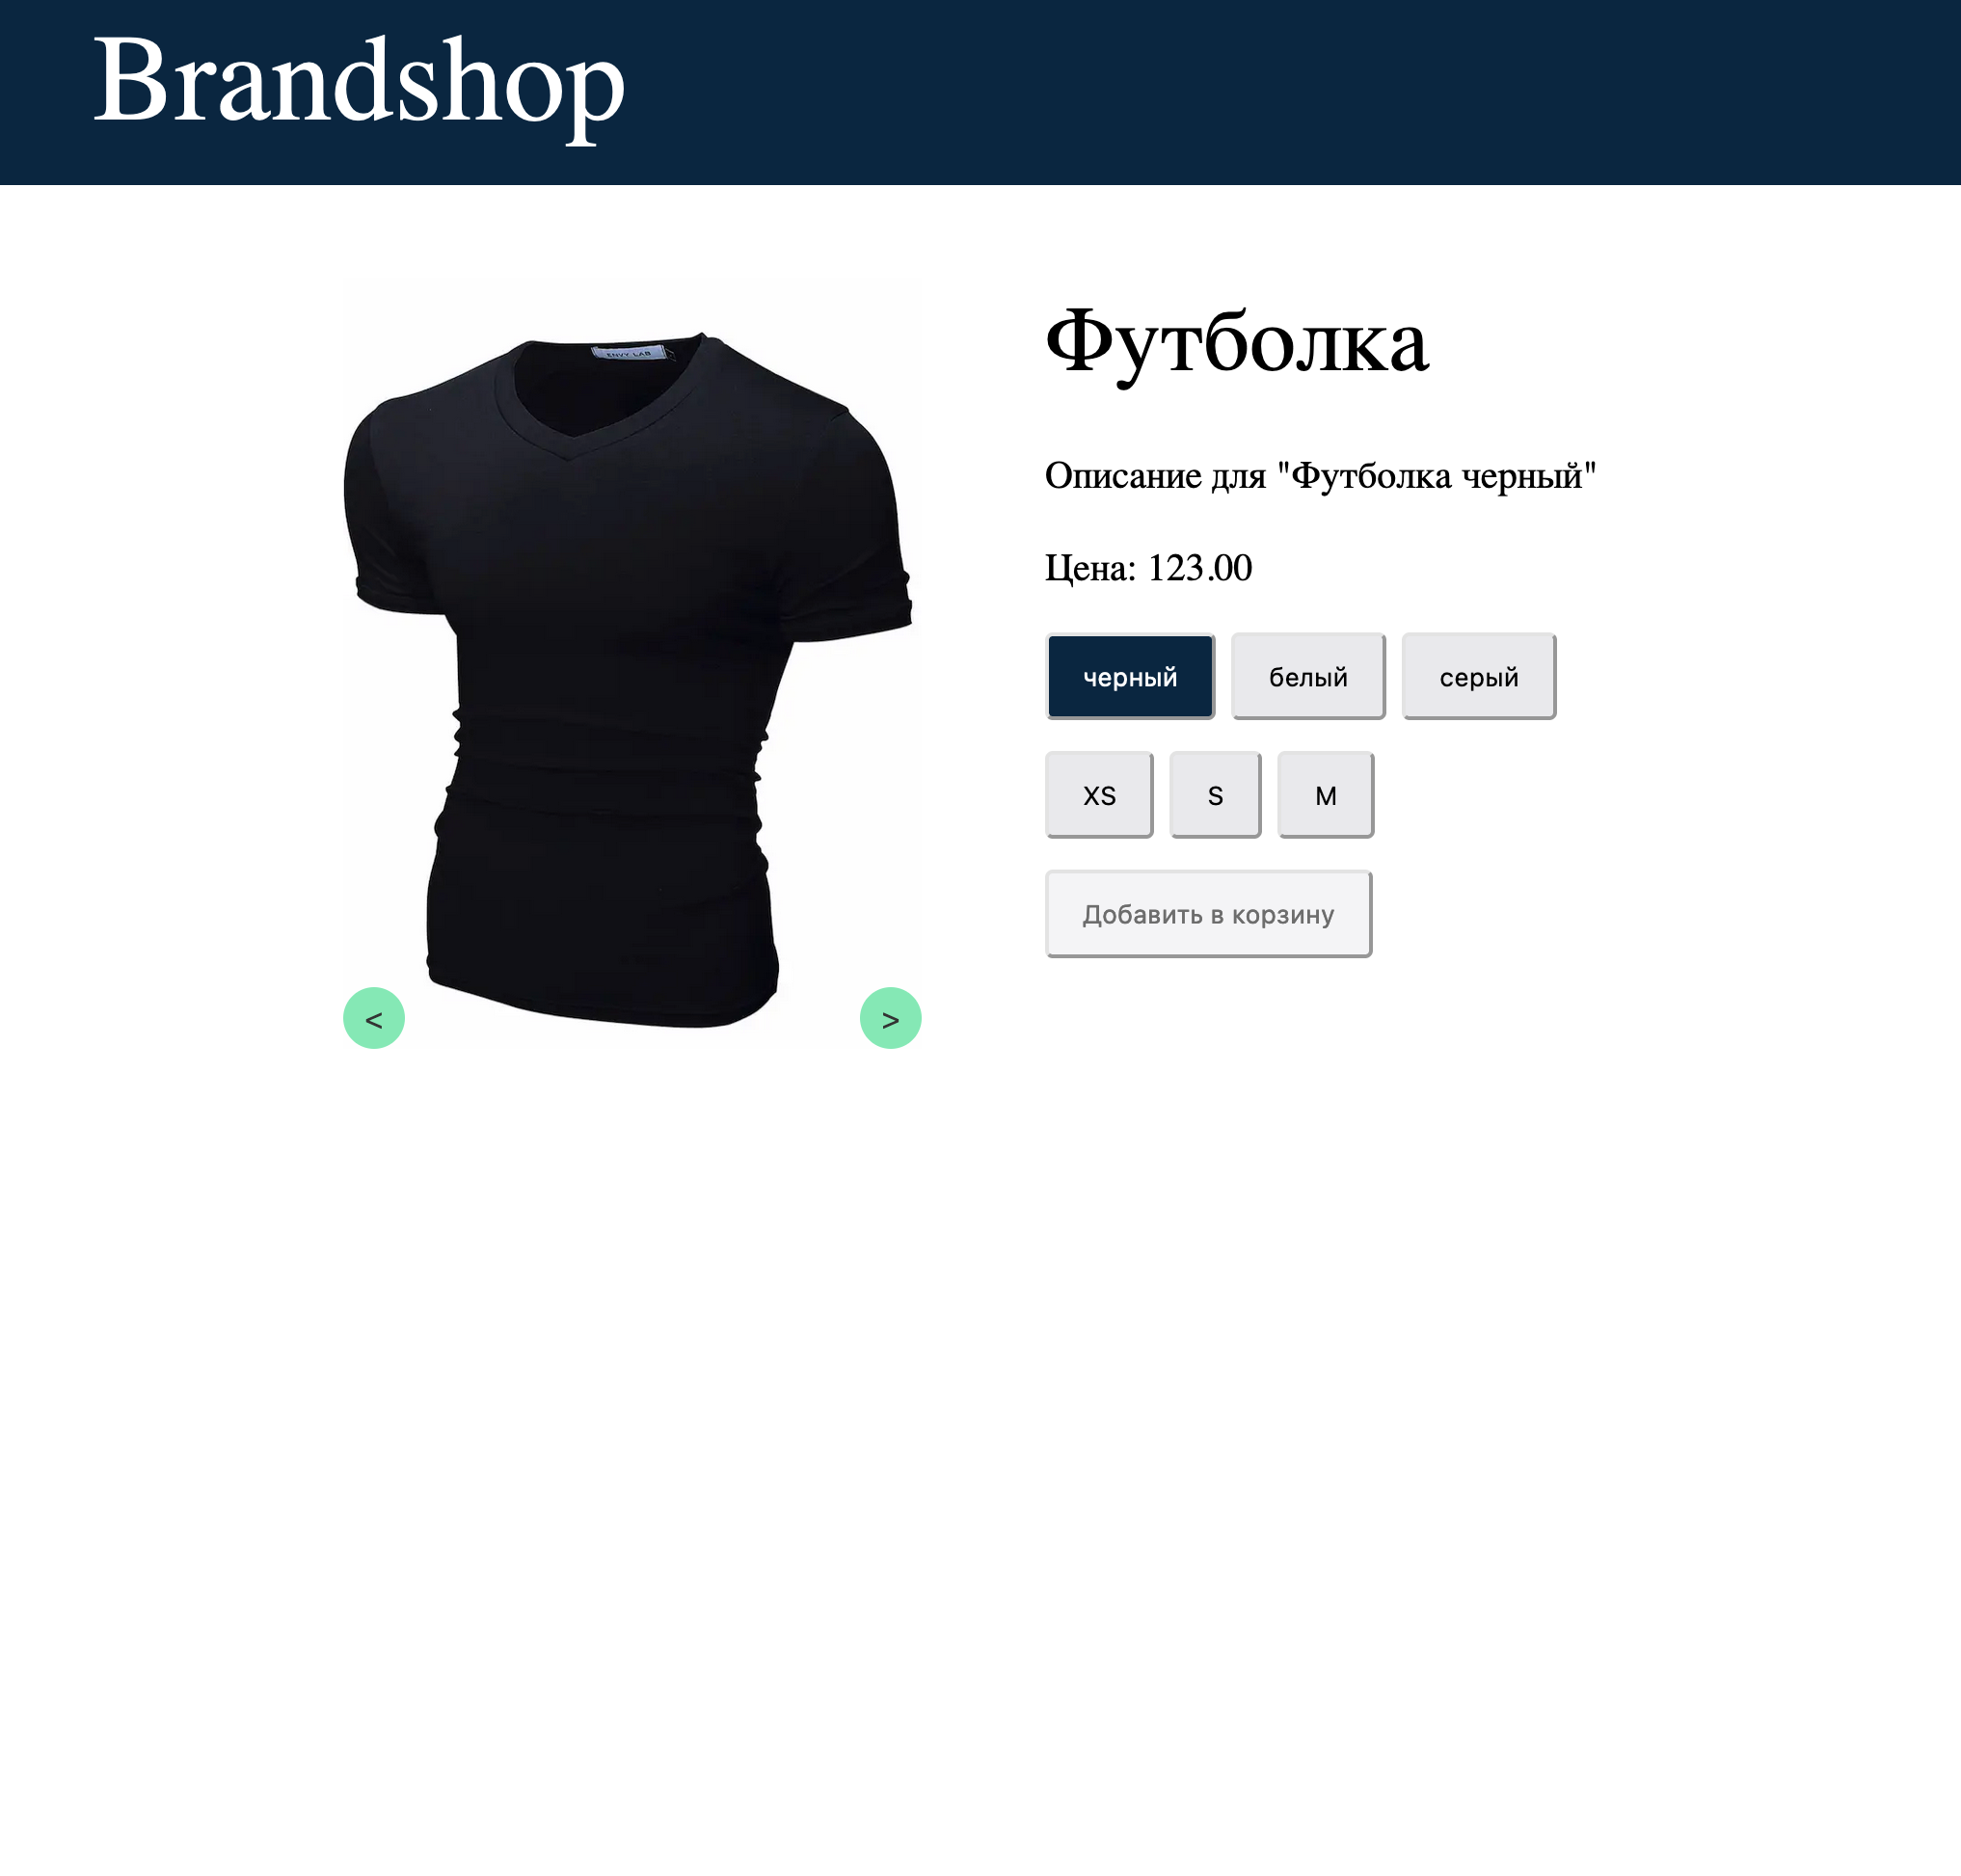 Brandshop
ENVY LAB
Футболка
Описание для "Футболка черный"
Цена: 123.00
черный белый серый
XS S M
Добавить в корзину
< >